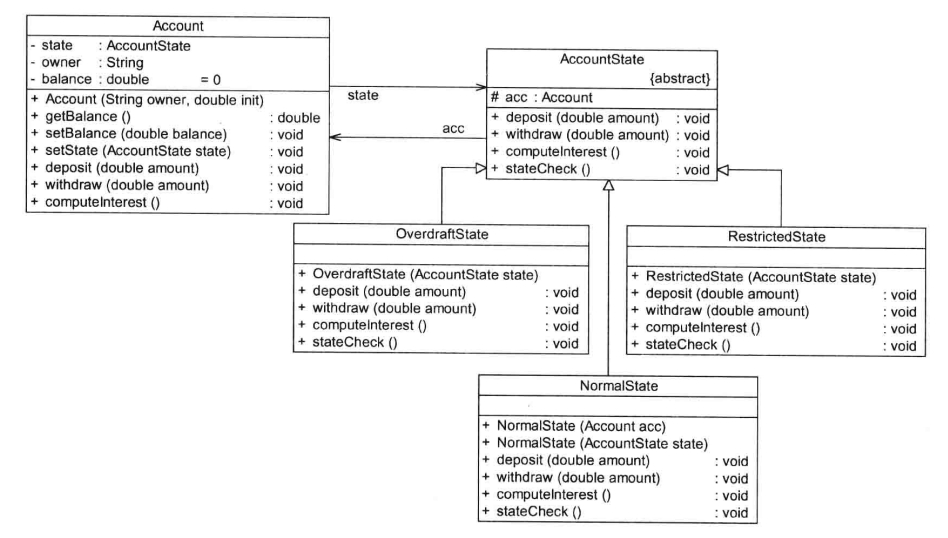 Account
- state : AccountState
- owner : String
- balance : double = 0
+ Account (String owner, double init)
+ getBalance () : double
+ setBalance (double balance) : void
+ setState (AccountState state) : void
+ deposit (double amount) : void
+ withdraw (double amount) : void
+ computeInterest () : void
state
acc
AccountState
{abstract}
# acc : Account
+ deposit (double amount) : void
+ withdraw (double amount) : void
+ computeInterest () : void
+ stateCheck () : void
OverdraftState
+ OverdraftState (AccountState state)
+ deposit (double amount) : void
+ withdraw (double amount) : void
+ computeInterest () : void
+ stateCheck () : void
RestrictedState
+ RestrictedState (AccountState state)
+ deposit (double amount) : void
+ withdraw (double amount) : void
+ computeInterest () : void
+ stateCheck () : void
NormalState
+ NormalState (Account acc)
+ NormalState (AccountState state)
+ deposit (double amount) : void
+ withdraw (double amount) : void
+ computeInterest () : void
+ stateCheck () : void